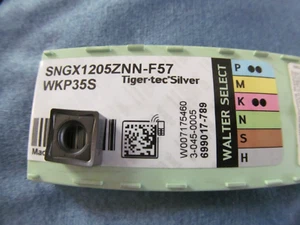 SNGX1205ZNN-F57
WKP35S
Tiger-tec®Silver
W007175460
3-045-0005
699017-789
WALTER SELECT
P
M
K
N
S
H